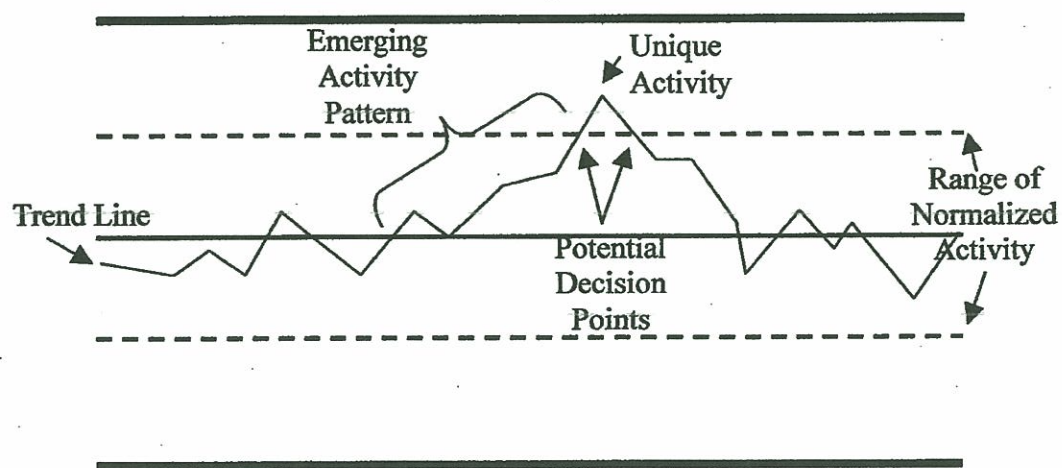 Emerging
Activity
Pattern
Unique
Activity
Trend Line
Potential
Decision
Points
Range of
Normalized
Activity